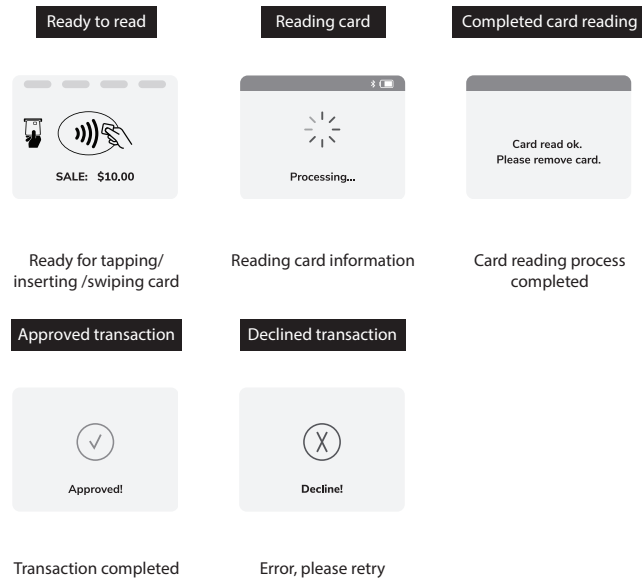 Ready to read
Reading card
Completed card reading
SALE: $10.00
Processing...
Card read ok.
Please remove card.
Ready for tapping/
inserting /swiping card
Reading card information
Card reading process
completed
Approved transaction
Declined transaction
Approved!
Decline!
Transaction completed
Error, please retry